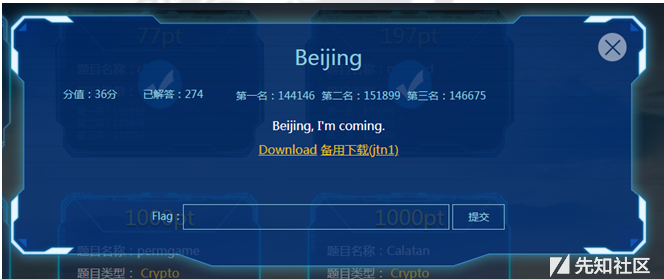 77pt
197pt
Beijing
分值：36分 已解答：274 第一名：144146 第二名：151899 第三名：146675
Beijing, I'm coming.
Download 备用下载(jtn1)
1000pt
1000pt
Flag : 提交
题目名称：permgame
题目名称：Calatan
题目类型： Crypto
题目类型： Crypto
先知社区